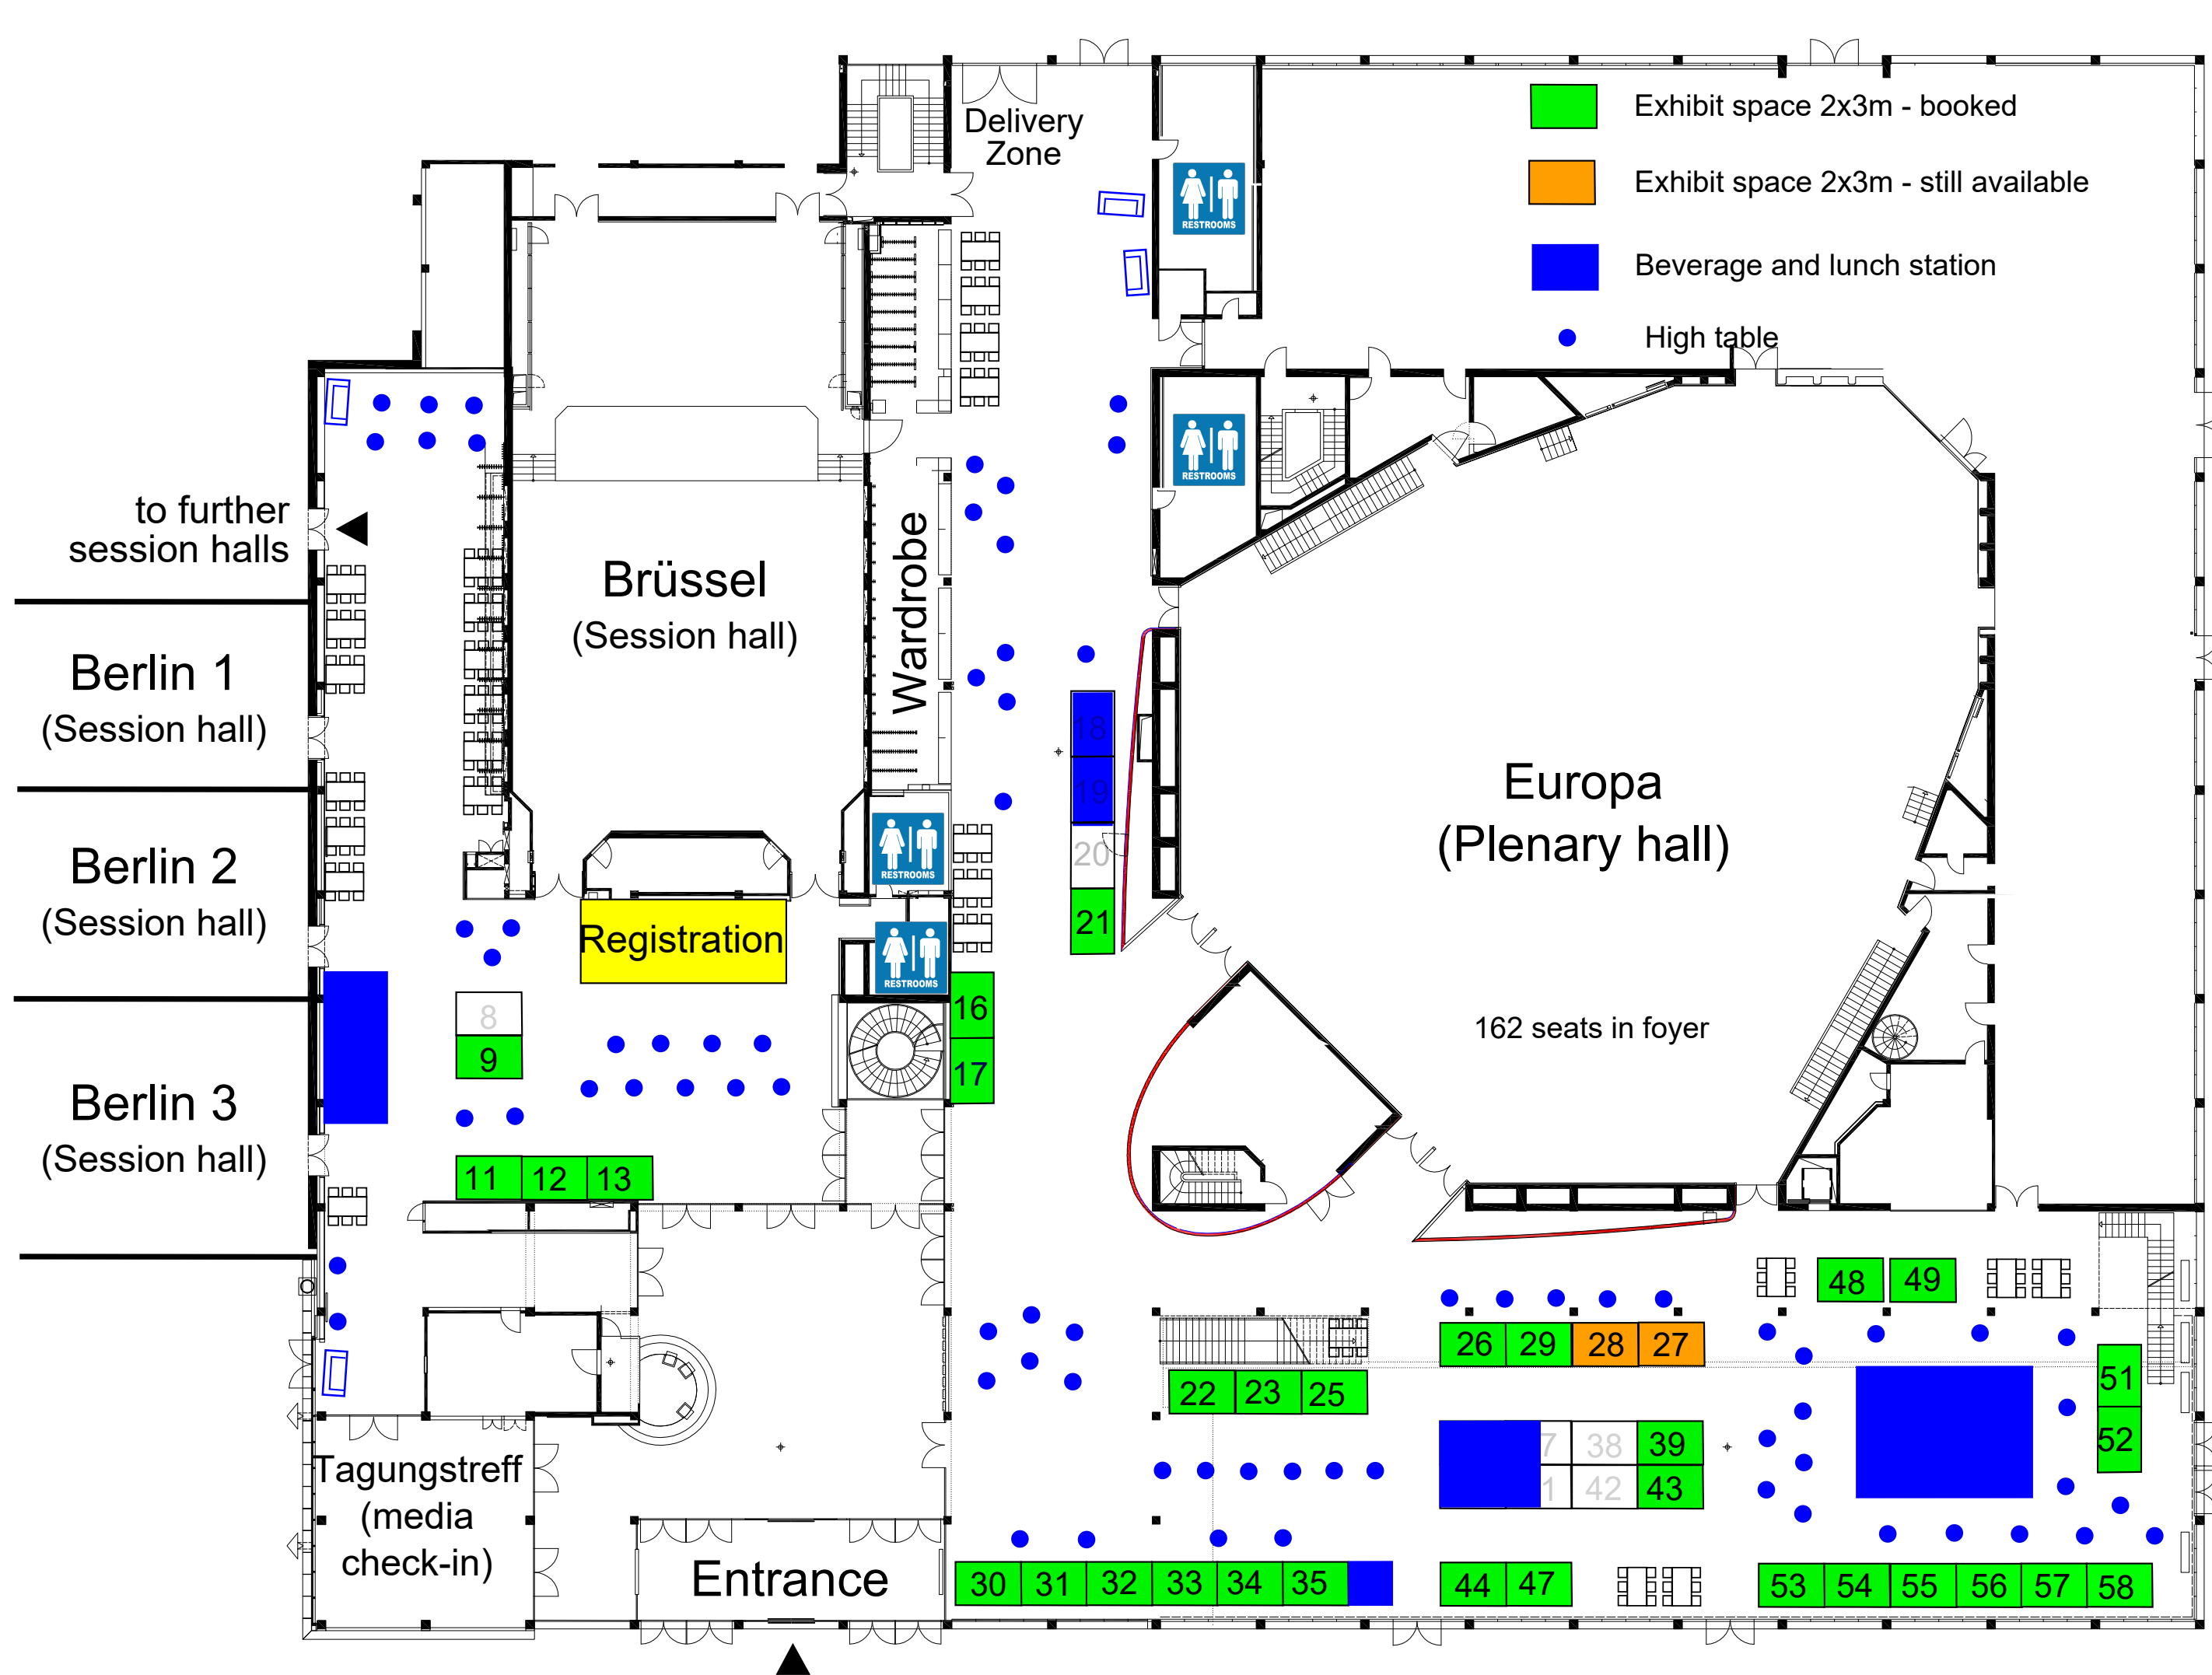 Delivery
Zone
Exhibit space 2x3m - booked
Exhibit space 2x3m - still available
Beverage and lunch station
High table
RESTROOMS
RESTROOMS
to further
session halls
Brüssel
(Session hall)
Wardrobe
Berlin 1
(Session hall)
18
19
20
21
Europa
(Plenary hall)
Berlin 2
(Session hall)
RESTROOMS
Registration
RESTROOMS
8
9
16
17
162 seats in foyer
Berlin 3
(Session hall)
11 12 13
48 49
26 29 28 27
22 23 25
51
52
7 38 39
1 42 43
Tagungstreff
(media
check-in)
Entrance
30 31 32 33 34 35
44 47
53 54 55 56 57 58